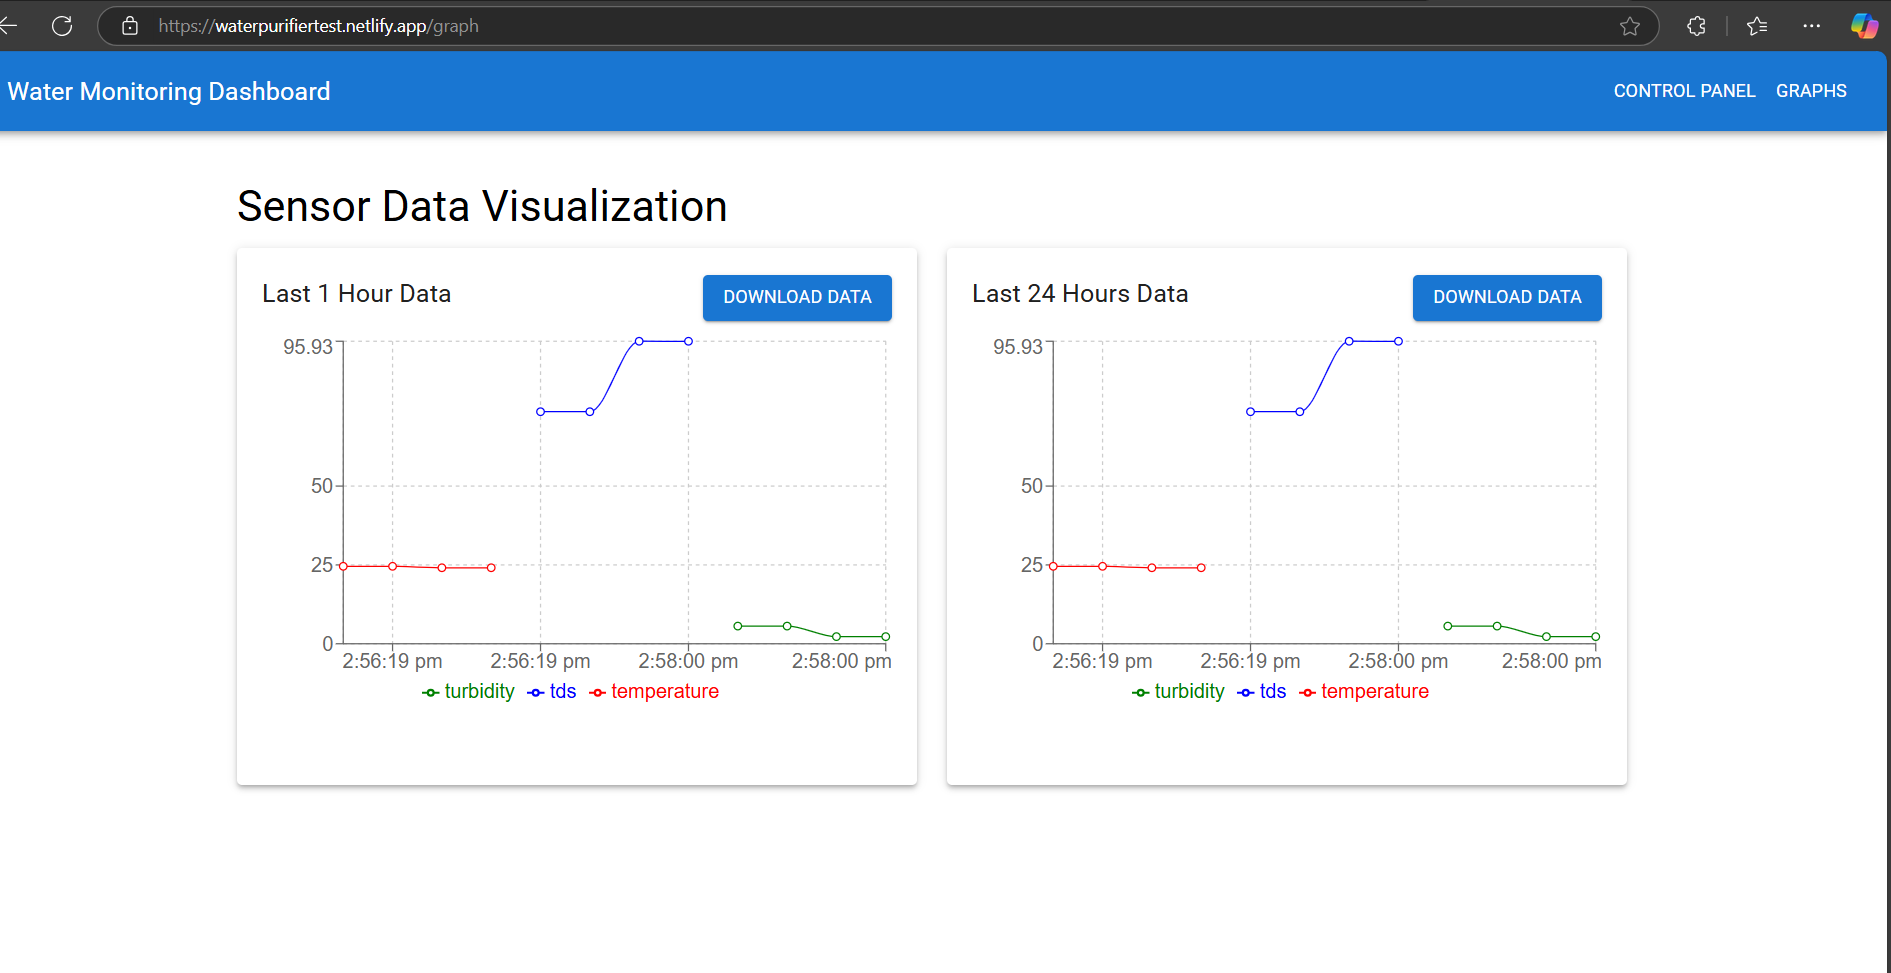 https://waterpurifiertest.netlify.app/graph
Water Monitoring Dashboard
CONTROL PANEL GRAPHS
Sensor Data Visualization
Last 1 Hour Data
DOWNLOAD DATA
95.93
50
25
0
2:56:19 pm 2:56:19 pm 2:58:00 pm 2:58:00 pm
turbidity tds temperature
Last 24 Hours Data
DOWNLOAD DATA
95.93
50
25
0
2:56:19 pm 2:56:19 pm 2:58:00 pm 2:58:00 pm
turbidity tds temperature